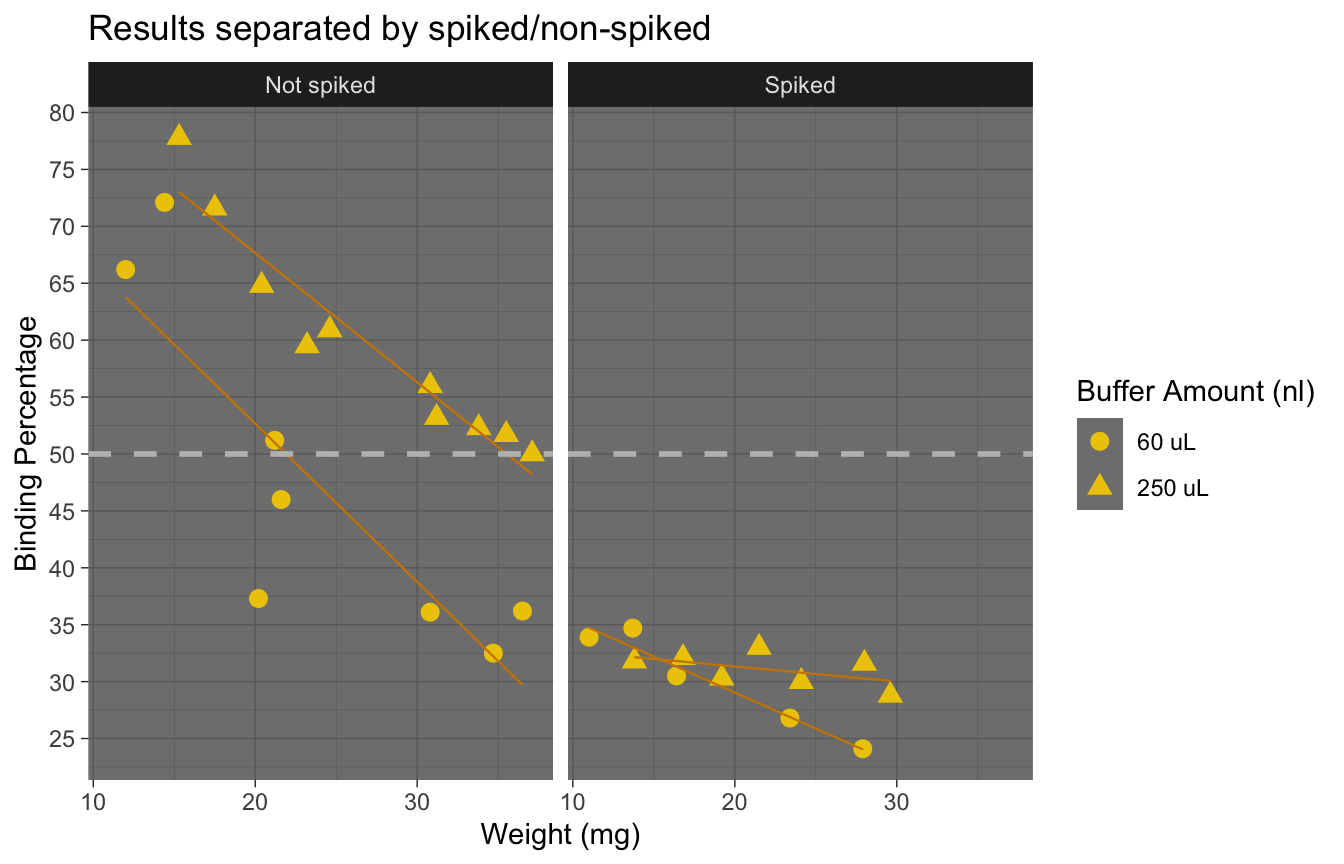 Results separated by spiked/non-spiked
Not spiked
Spiked
80
75
70
65
60
55
50
45
40
35
30
25
Binding Percentage
10 20 30
10 20 30
Weight (mg)
Buffer Amount (nl)
60 uL
250 uL